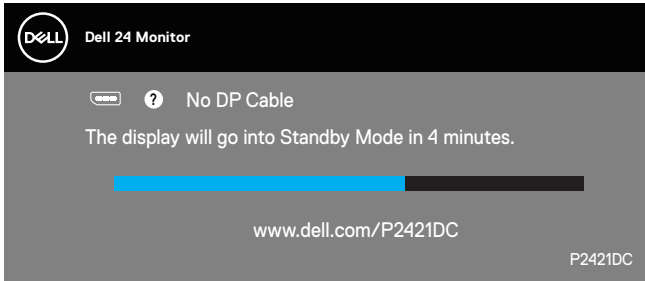 DELL
Dell 24 Monitor
? No DP Cable
The display will go into Standby Mode in 4 minutes.
www.dell.com/P2421DC
P2421DC